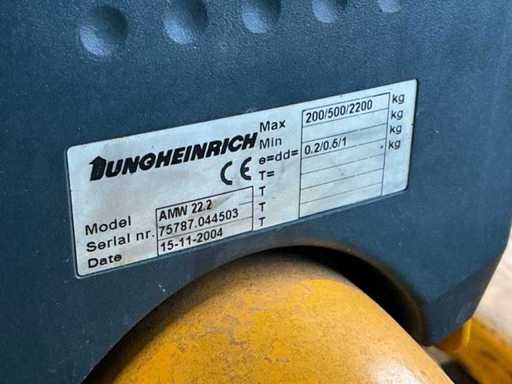 JUNGHEINRICH
CE
Model AMW 22.2
Serial nr. 75787.044503
Date 15-11-2004
Max 200/500/2200 kg
Min kg
e=dd= 0.2/0.5/1 kg
T= kg
T
T
T